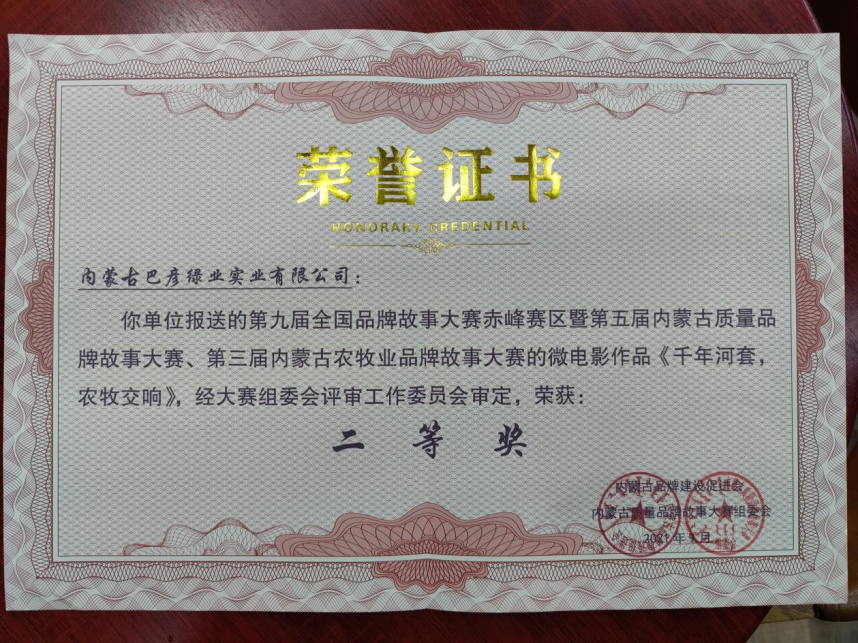 荣誉证书
HONORARY CREDENTIAL
内蒙古巴彦绿业实业有限公司：
你单位报送的第九届全国品牌故事大赛赤峰赛区暨第五届内蒙古质量品
牌故事大赛、第三届内蒙古农牧业品牌故事大赛的微电影作品《千年河套，
农牧交响》，经大赛组委会评审工作委员会审定，荣获：
二等奖
内蒙古品牌建设促进会
内蒙古质量品牌故事大赛组委会
2021年 月